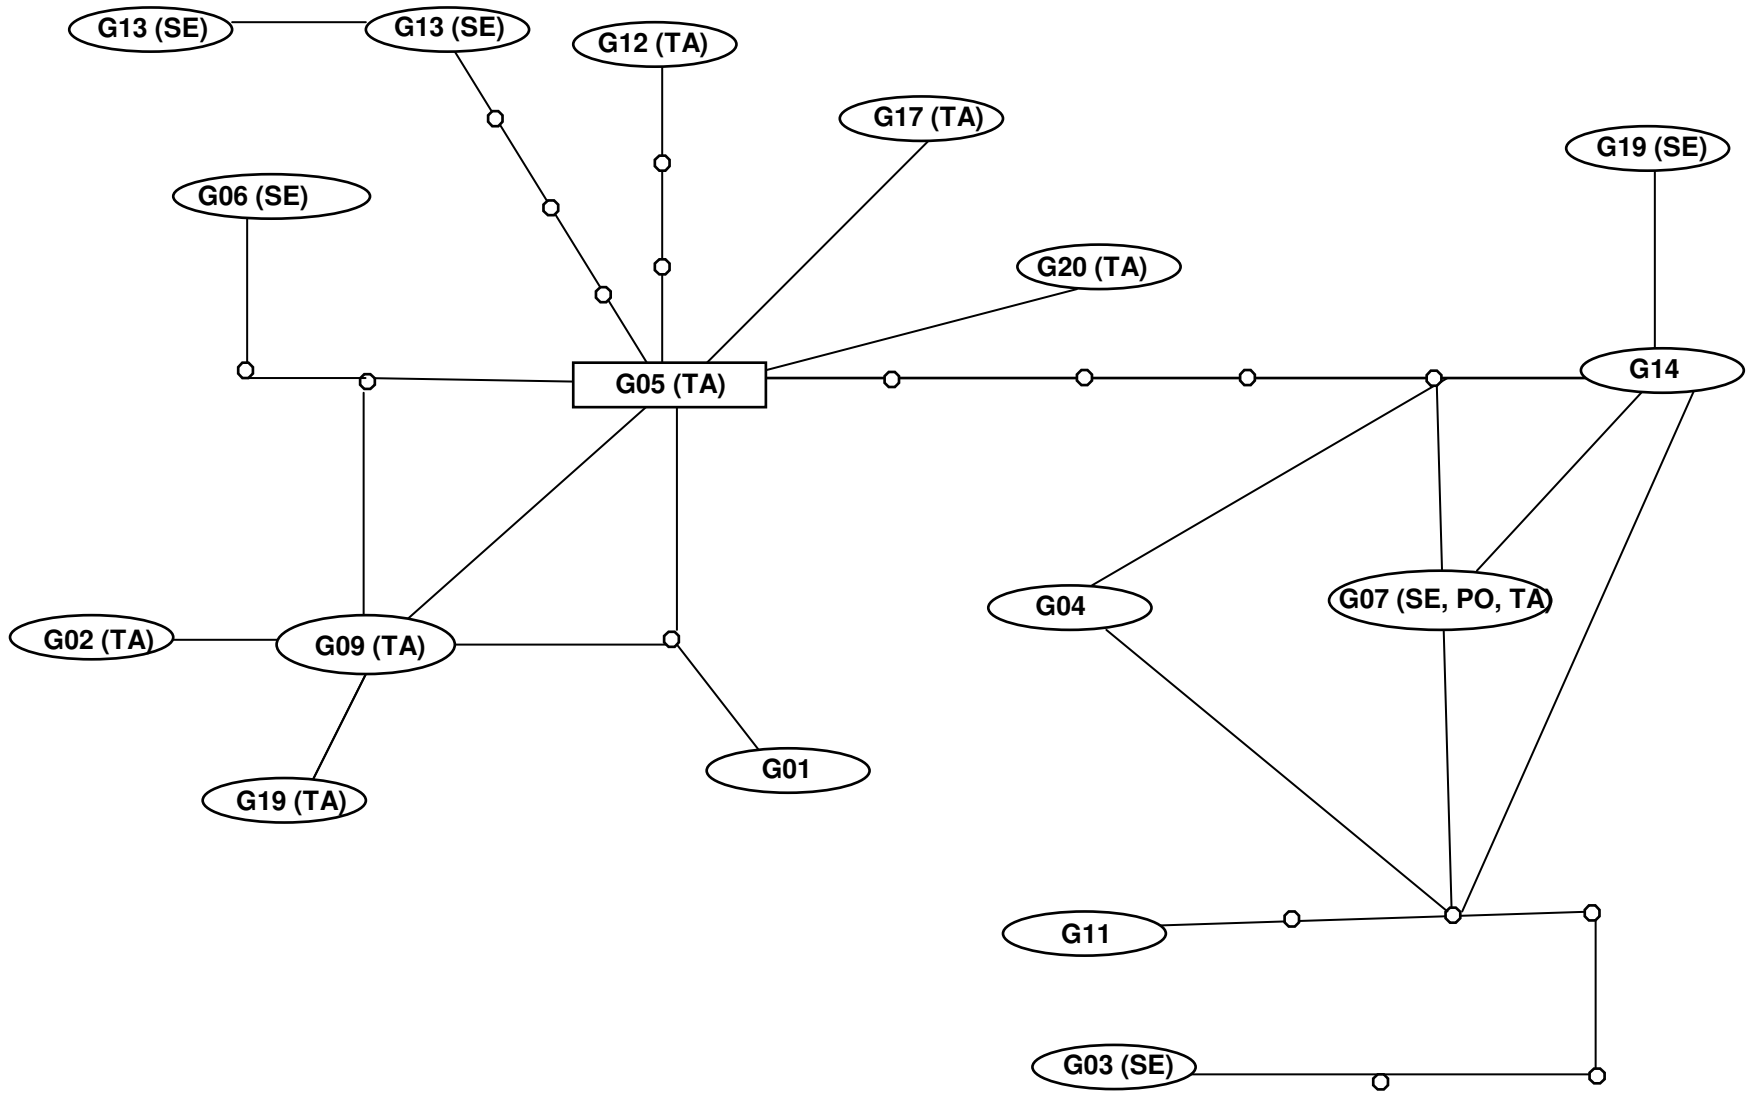 G13 (SE)
G13 (SE)
G12 (TA)
G17 (TA)
G19 (SE)
G06 (SE)
G20 (TA)
G05 (TA)
G14
G04
G07 (SE, PO, TA)
G02 (TA)
G09 (TA)
G01
G19 (TA)
G11
G03 (SE)